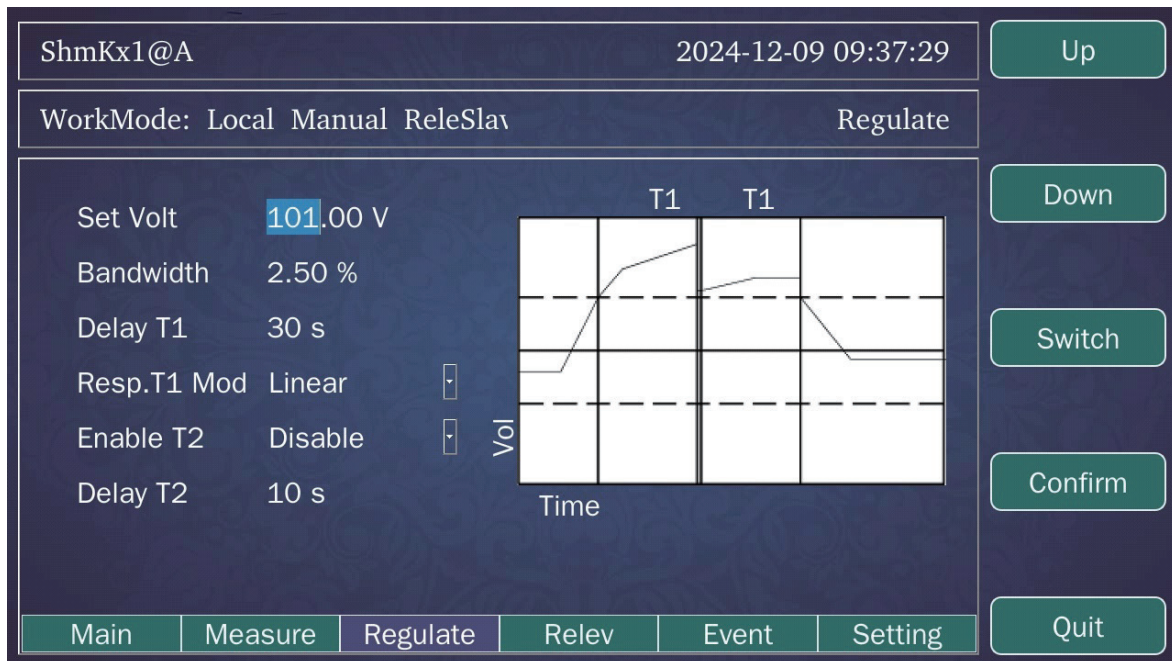 ShmKx1@A 2024-12-09 09:37:29
Up
WorkMode: Local Manual ReleSlav
Regulate
Down
Set Volt 101.00 V
Bandwidth 2.50 %
Delay T1 30 s
Resp.T1 Mod Linear
Enable T2 Disable
Delay T2 10 s
T1 T1
Vol
Time
Switch
Confirm
Main Measure Regulate Relev Event Setting
Quit